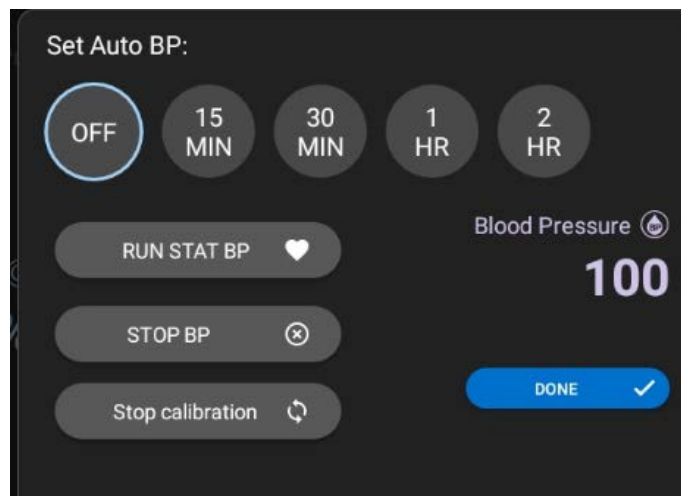 Set Auto BP:
OFF
15
MIN
30
MIN
1
HR
2
HR
RUN STAT BP
Blood Pressure
BP
100
STOP BP
DONE
Stop calibration